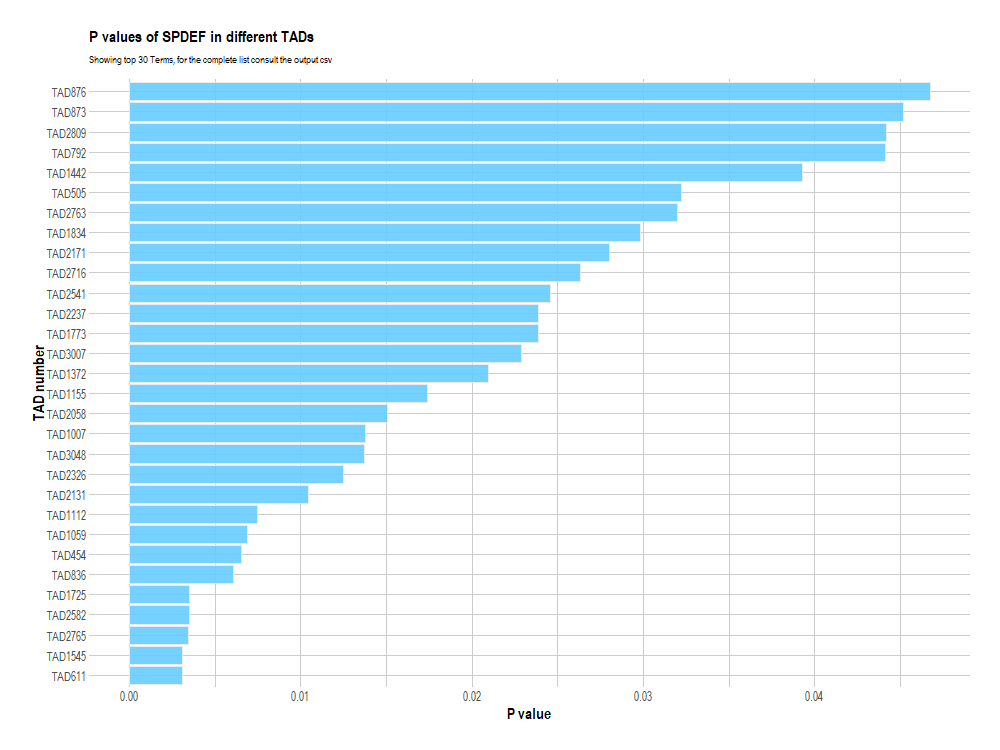 P values of SPDEF in different TADs
Showing top 30 Terms, for the complete list consult the output csv
TAD876
TAD873
TAD2809
TAD792
TAD1442
TAD505
TAD2763
TAD1834
TAD2171
TAD2716
TAD2541
TAD2237
TAD1773
TAD3007
TAD1372
TAD1155
TAD2058
TAD1007
TAD3048
TAD2326
TAD2131
TAD1112
TAD1059
TAD454
TAD836
TAD1725
TAD2582
TAD2765
TAD1545
TAD611
TAD number
0.00 0.01 0.02 0.03 0.04
P value